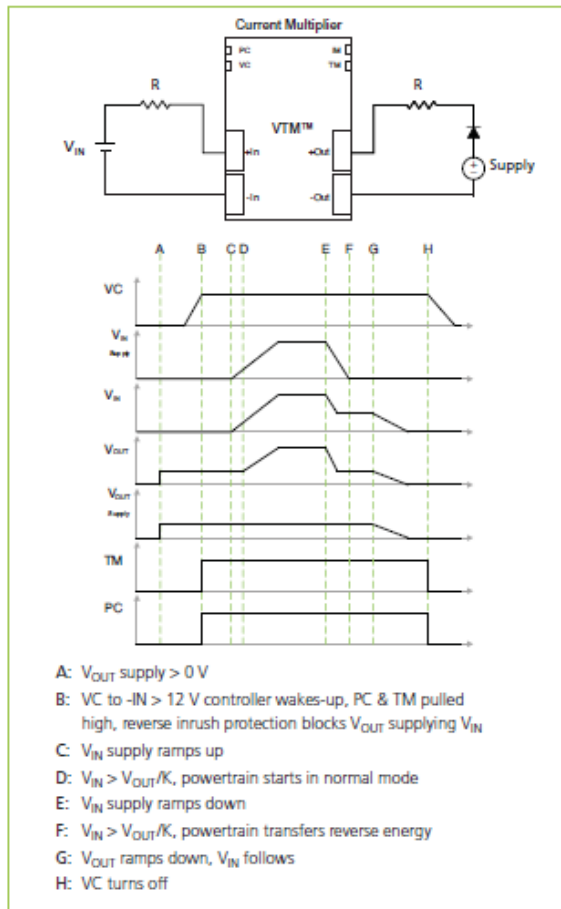 Current Multiplier
PC
VC
IM
TM
R
R
VTM™
VIN
+In
+Out
Supply
-In
-Out
A B C D E F G H
VC
VIN
Supply
VIN
VOUT
VOUT
Supply
TM
PC
A: VOUT supply > 0 V
B: VC to -IN > 12 V controller wakes-up, PC & TM pulled
high, reverse inrush protection blocks VOUT supplying VIN
C: VIN supply ramps up
D: VIN > VOUT/K, powertrain starts in normal mode
E: VIN supply ramps down
F: VIN > VOUT/K, powertrain transfers reverse energy
G: VOUT ramps down, VIN follows
H: VC turns off